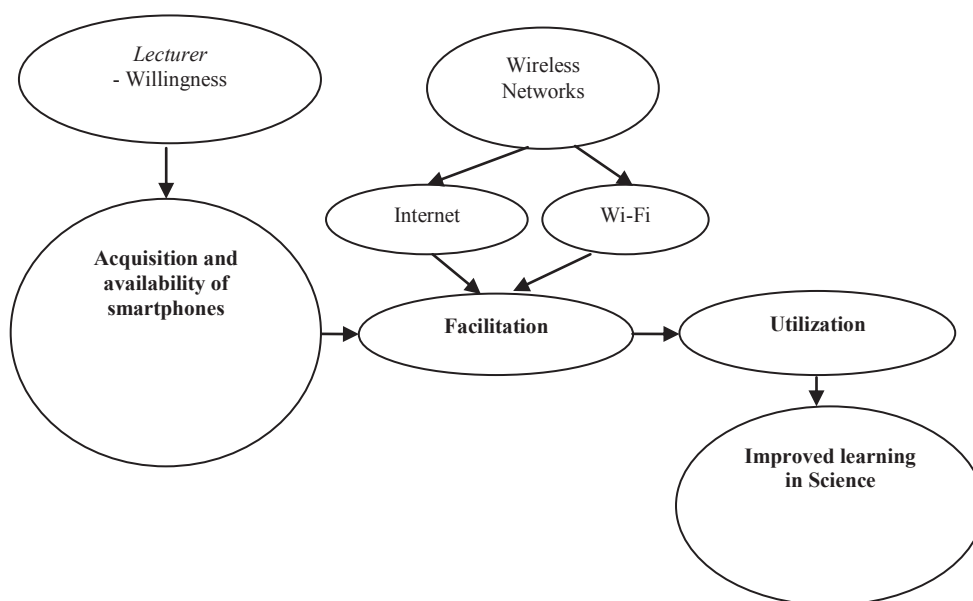 Lecturer
- Willingness
Wireless
Networks
Internet
Wi-Fi
Acquisition and
availability of
smartphones
Facilitation
Utilization
Improved learning
in Science